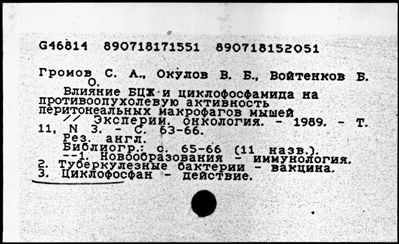 G46814 890718171551 890718152051
Громов С. А., Окулов В. Б., Войтенков Б.
О.
Влияние БЦЖ и циклофосфамида на
противоопухолевую активность
перитонеальных макрофагов мышей
// Эксперим. онкология. - 1989. - Т.
11, N 3. - С. 63-66.
Рез. англ.
Библиогр.: с. 65-66 (11 назв.).
--1. Новообразования - иммунология.
2. Туберкулезные бактерии - вакцина.
3. Циклофосфан - действие.